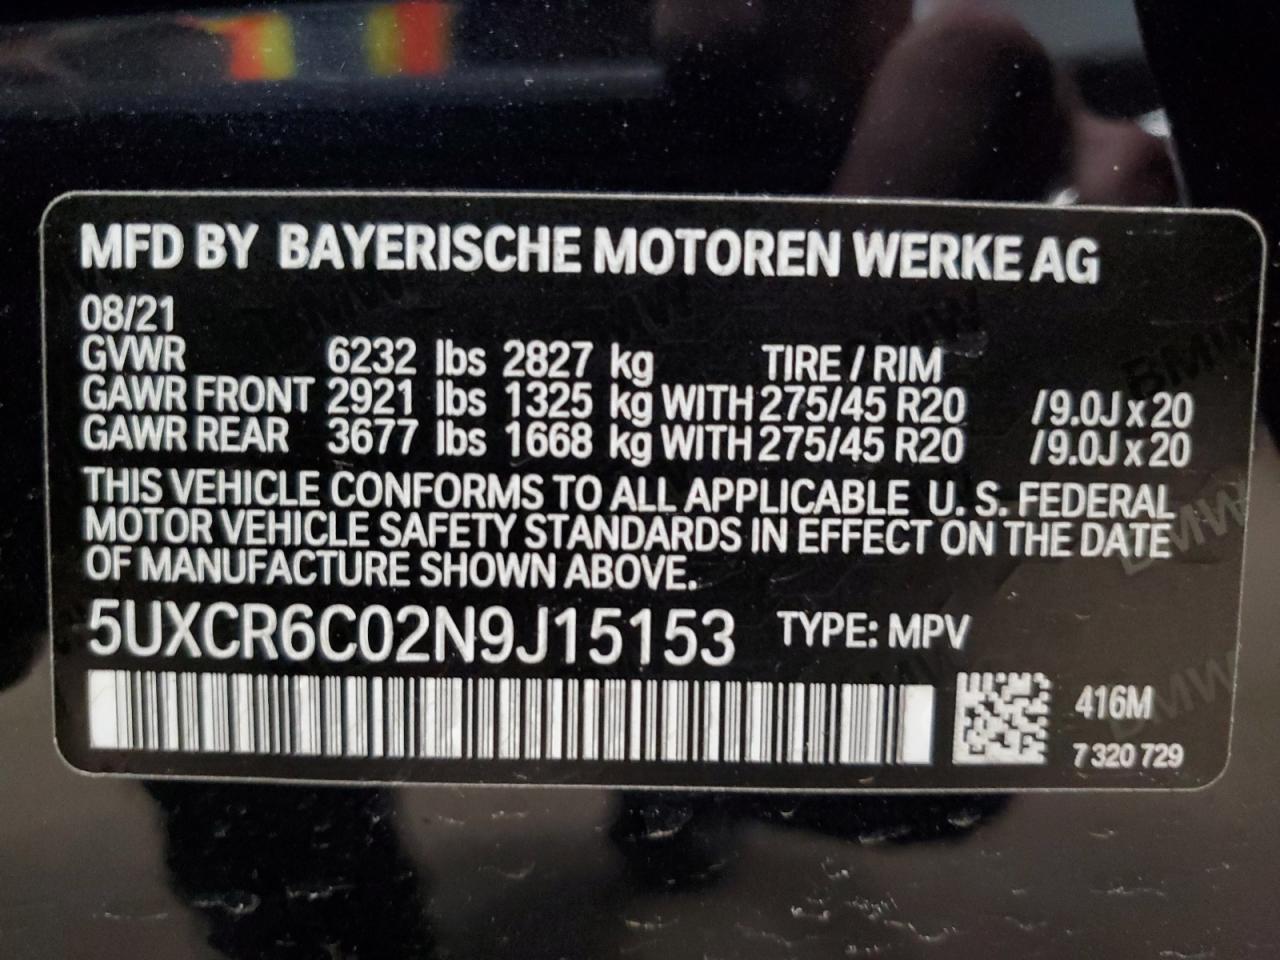 MFD BY BAYERISCHE MOTOREN WERKE AG
08/21
GVWR 6232 lbs 2827 kg TIRE / RIM
GAWR FRONT 2921 lbs 1325 kg WITH 275/45 R20 /9.0J x 20
GAWR REAR 3677 lbs 1668 kg WITH 275/45 R20 /9.0J x 20
THIS VEHICLE CONFORMS TO ALL APPLICABLE U. S. FEDERAL
MOTOR VEHICLE SAFETY STANDARDS IN EFFECT ON THE DATE
OF MANUFACTURE SHOWN ABOVE.
5UXCR6C02N9J15153 TYPE: MPV
416M
7 320 729